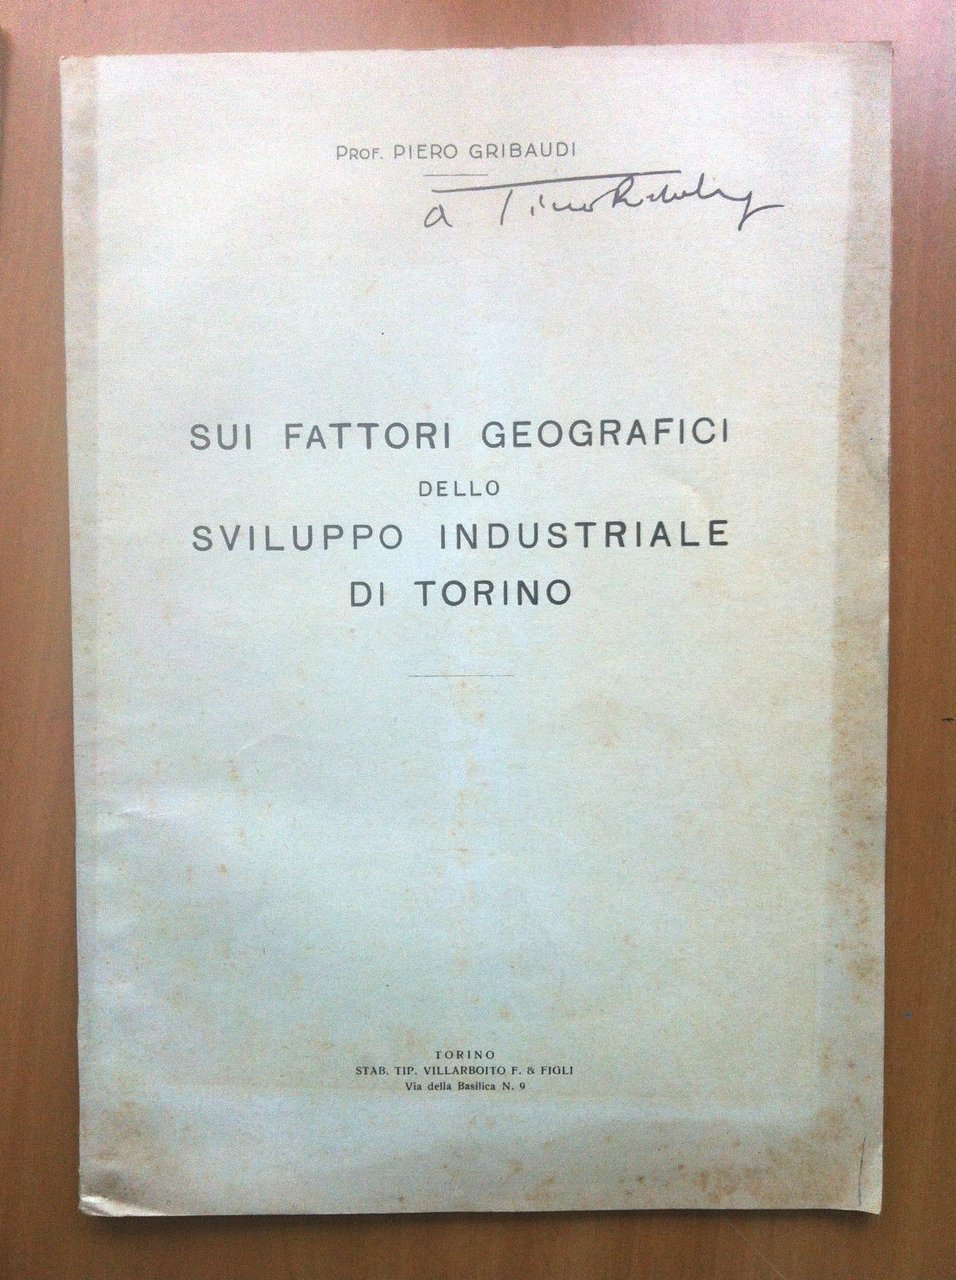 PROF. PIERO GRIBAUDI
a Tino
SUI FATTORI GEOGRAFICI
DELLO
SVILUPPO INDUSTRIALE
DI TORINO
TORINO
STAB. TIP. VILLARBOITO F. & FIGLI
Via della Basilica N. 9